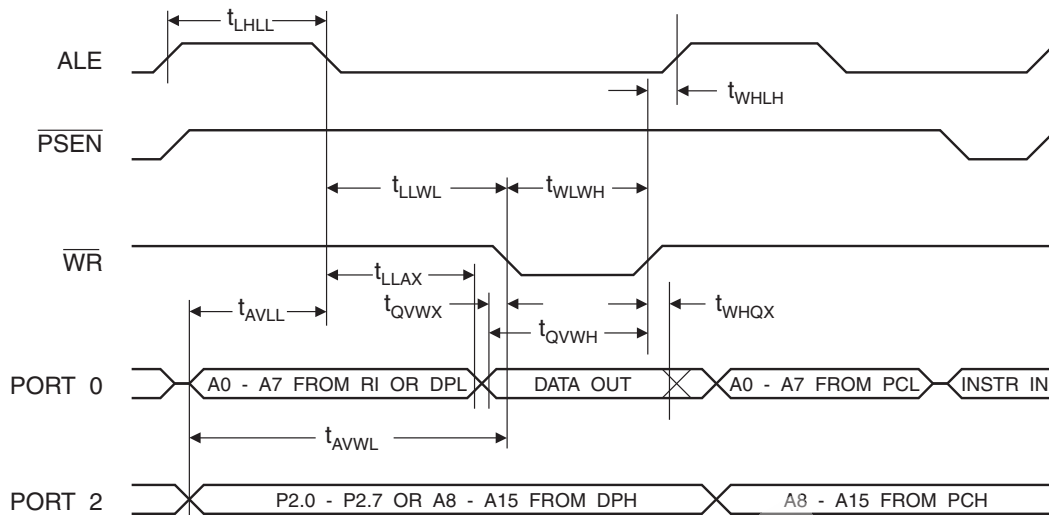 tLHLL
ALE
tWHLH
PSEN
tLLWL
tWLWH
WR
tLLAX
tAVLL
tQVWX
tWHQX
tQVWH
PORT 0
A0 - A7 FROM RI OR DPL
DATA OUT
A0 - A7 FROM PCL
INSTR IN
tAVWL
PORT 2
P2.0 - P2.7 OR A8 - A15 FROM DPH
A8 - A15 FROM PCH